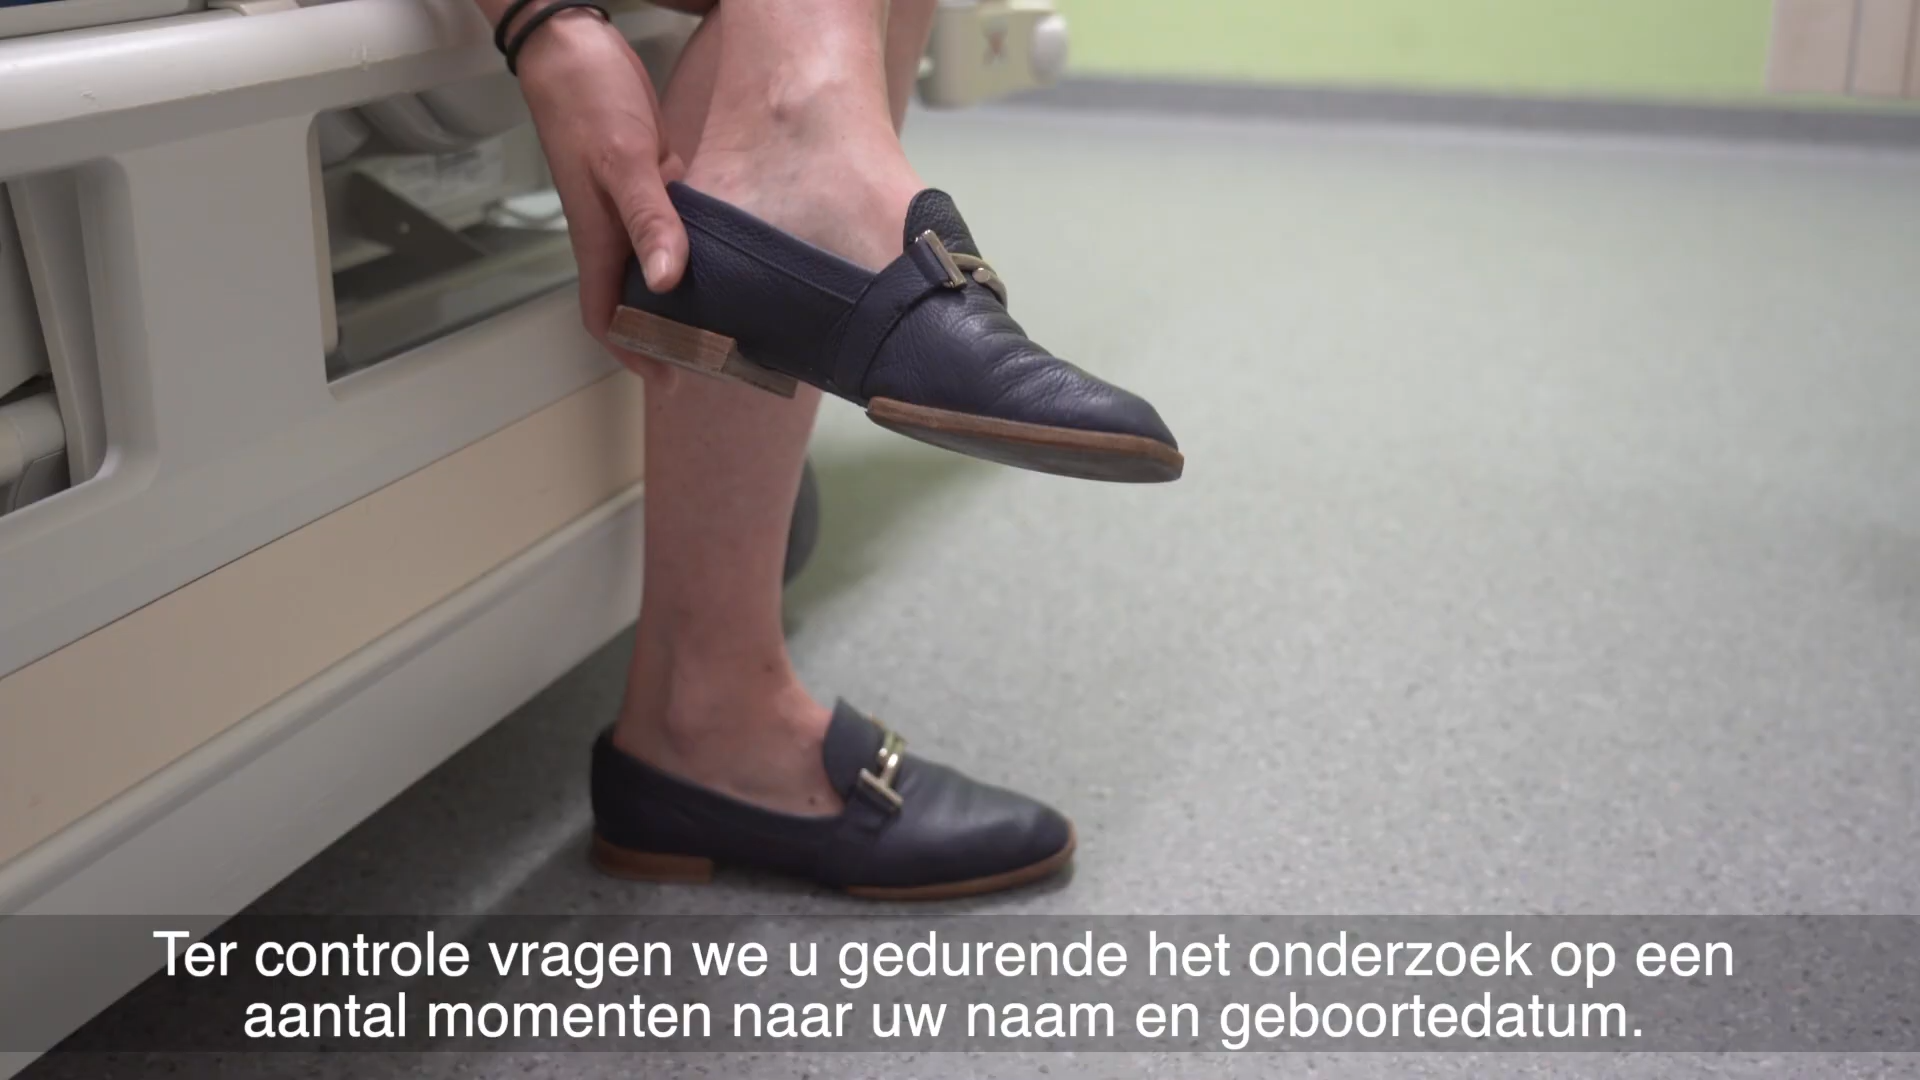 Ter controle vragen we u gedurende het onderzoek op een
aantal momenten naar uw naam en geboortedatum.